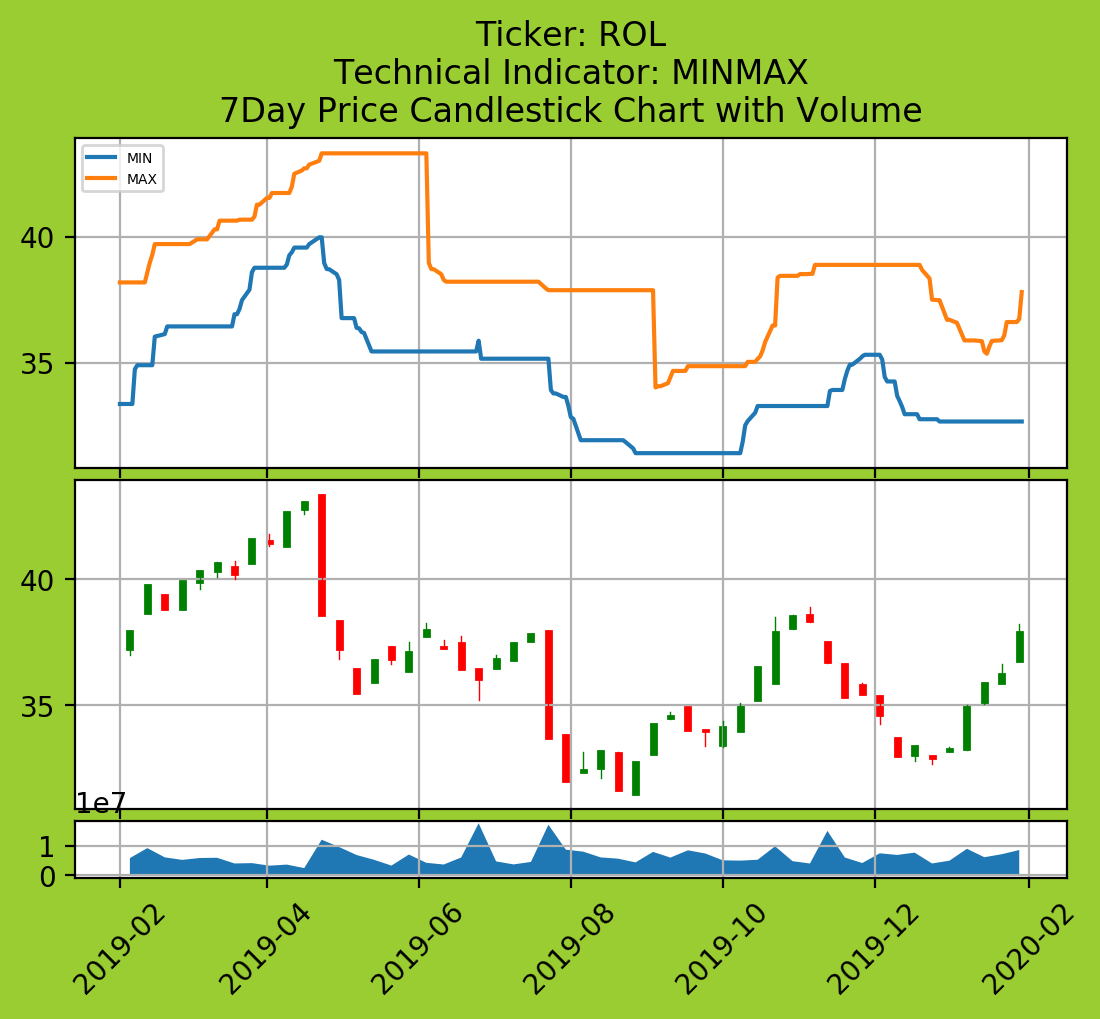 Ticker: ROL
Technical Indicator: MINMAX
7Day Price Candlestick Chart with Volume
MIN
MAX
40
35
40
35
1e7
1
0
2019-02
2019-04
2019-06
2019-08
2019-10
2019-12
2020-02